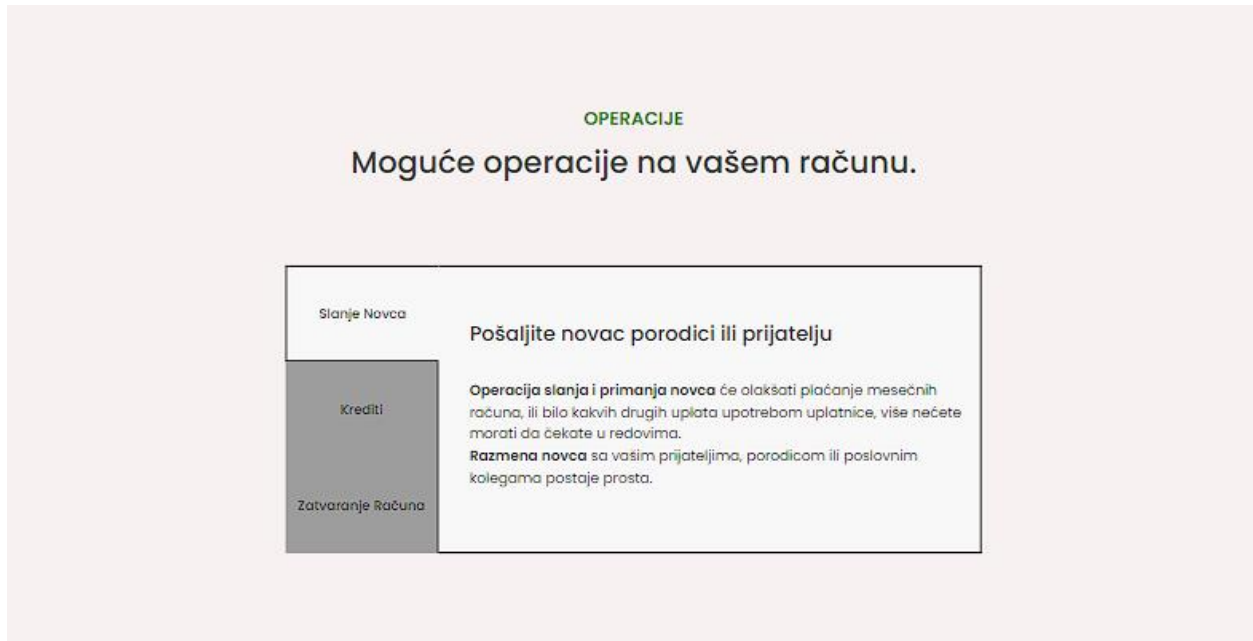 OPERACIJE
Moguće operacije na vašem računu.
Slanje Novca
Krediti
Zatvaranje Računa
Pošaljite novac porodici ili prijatelju
Operacija slanja i primanja novca će olakšati plaćanje mesečnih
računa, ili bilo kakvih drugih uplata upotrebom uplatnice, više nećete
morati da čekate u redovima.
Razmena novca sa vašim prijateljima, porodicom ili poslovnim
kolegama postaje prosta.